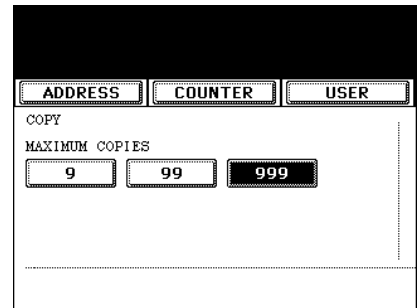 ADDRESS COUNTER USER
COPY
MAXIMUM COPIES
9 99 999